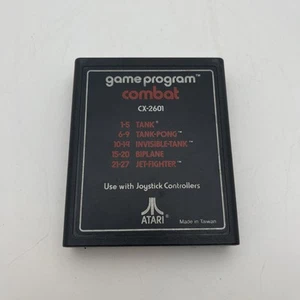 game program™
combat
CX-2601
1-5 TANK*
6-9 TANK-PONG™
10-14 INVISIBLE-TANK™
15-20 BIPLANE
21-27 JET-FIGHTER™
Use with Joystick Controllers
ATARI®
Made in Taiwan